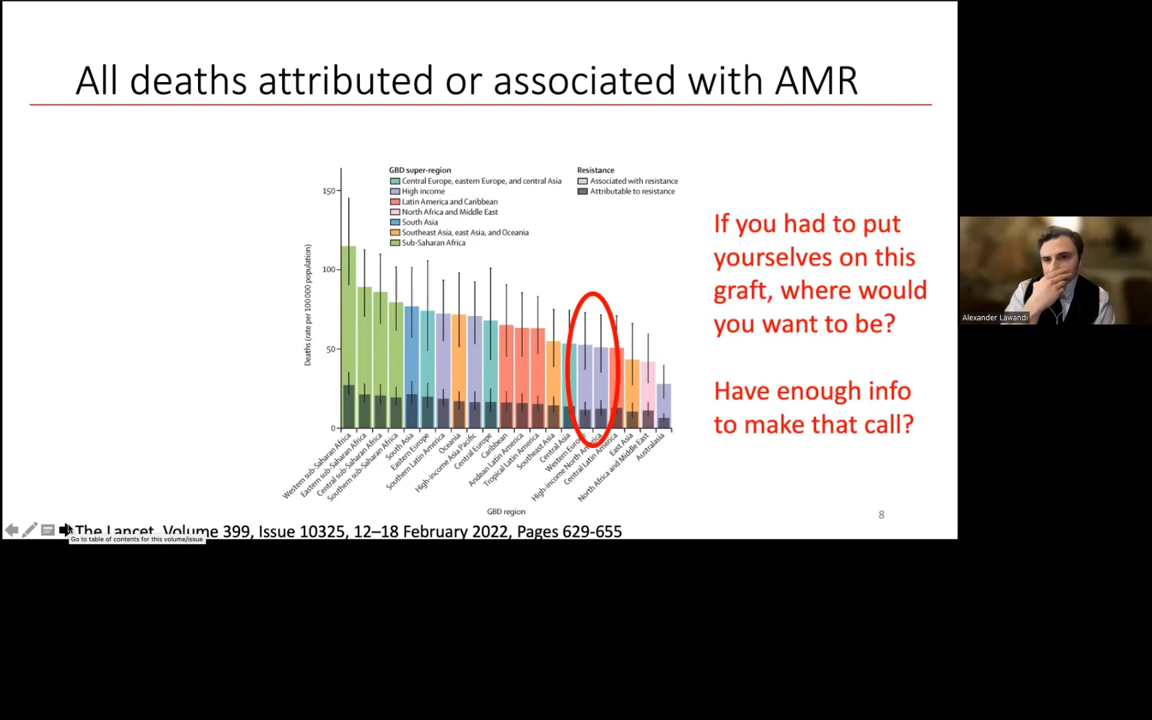 All deaths attributed or associated with AMR
GBD super-region
Central Europe, eastern Europe, and central Asia
High income
Latin America and Caribbean
North Africa and Middle East
South Asia
Southeast Asia, east Asia, and Oceania
Sub-Saharan Africa
Resistance
Associated with resistance
Attributable to resistance
Deaths (rate per 100 000 population)
150
100
50
0
Western sub-Saharan Africa
Eastern sub-Saharan Africa
Central sub-Saharan Africa
Southern sub-Saharan Africa
South Asia
Eastern Europe
Southern Latin America
Oceania
High-income Asia Pacific
Central Europe
Caribbean
Andean Latin America
Tropical Latin America
Southeast Asia
Central Asia
Western Europe
High-income North America
Central Latin America
East Asia
North Africa and Middle East
Australasia
GBD region
If you had to put
yourselves on this
graft, where would
you want to be?
Have enough info
to make that call?
8
The Lancet, Volume 399, Issue 10325, 12–18 February 2022, Pages 629-655
Go to table of contents for this volume/issue
Alexander Lawandi